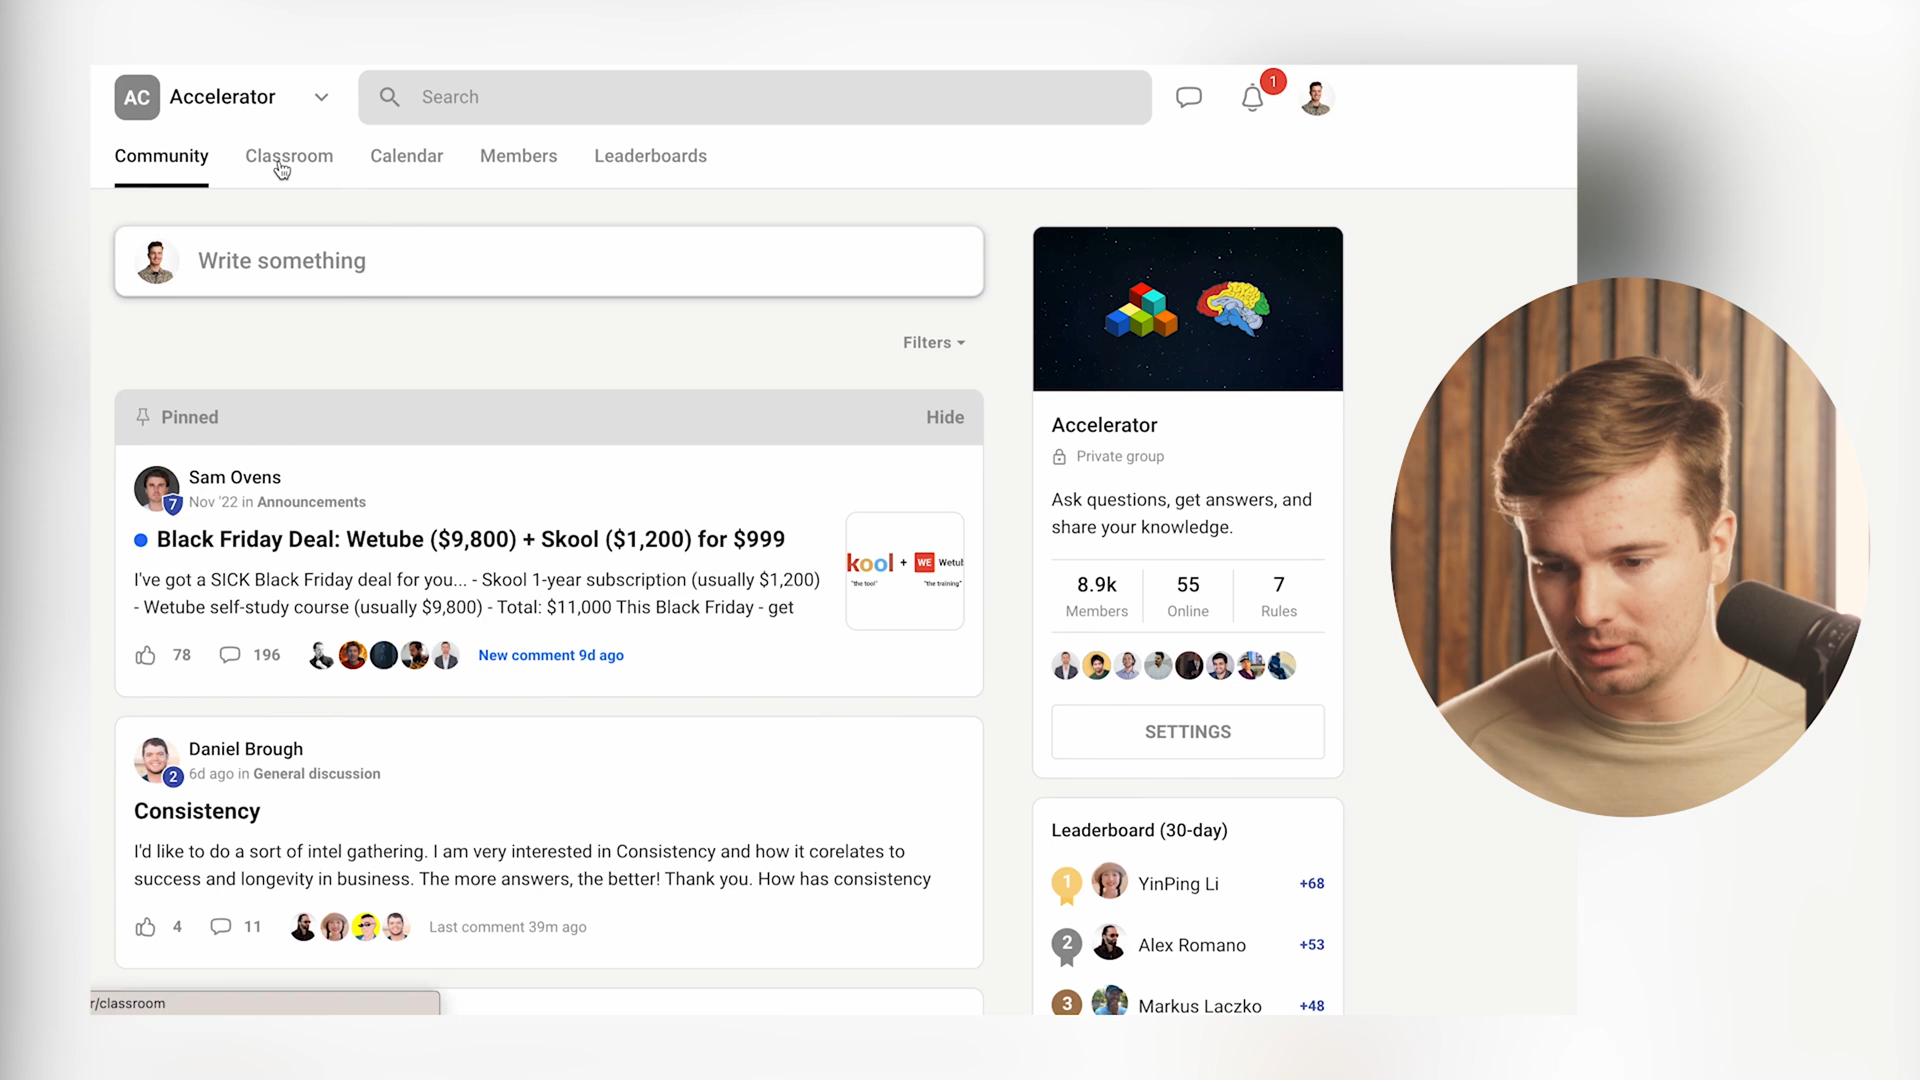 AC Accelerator
Search
1
Community Classroom Calendar Members Leaderboards
Write something
Filters
Pinned Hide
Sam Ovens
7
Nov '22 in Announcements
Black Friday Deal: Wetube ($9,800) + Skool ($1,200) for $999
I've got a SICK Black Friday deal for you... - Skool 1-year subscription (usually $1,200)
- Wetube self-study course (usually $9,800) - Total: $11,000 This Black Friday - get
kool + WE Wetul
"the tool" "the training"
78 196 New comment 9d ago
Daniel Brough
2
6d ago in General discussion
Consistency
I'd like to do a sort of intel gathering. I am very interested in Consistency and how it corelates to
success and longevity in business. The more answers, the better! Thank you. How has consistency
4 11 Last comment 39m ago
r/classroom
Accelerator
Private group
Ask questions, get answers, and
share your knowledge.
8.9k 55 7
Members Online Rules
SETTINGS
Leaderboard (30-day)
1 YinPing Li +68
2 Alex Romano +53
3 Markus Laczko +48